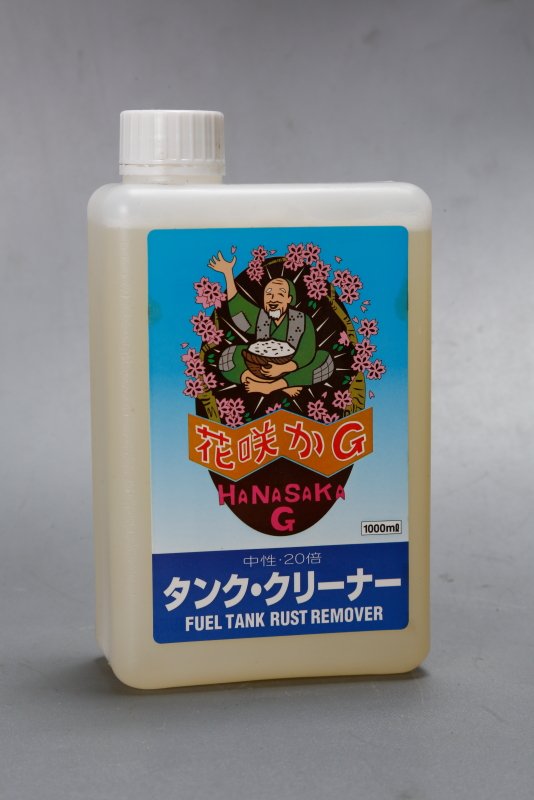 花咲かG
HANASAKA
G
1000mℓ
中性・20倍
タンク・クリーナー
FUEL TANK RUST REMOVER